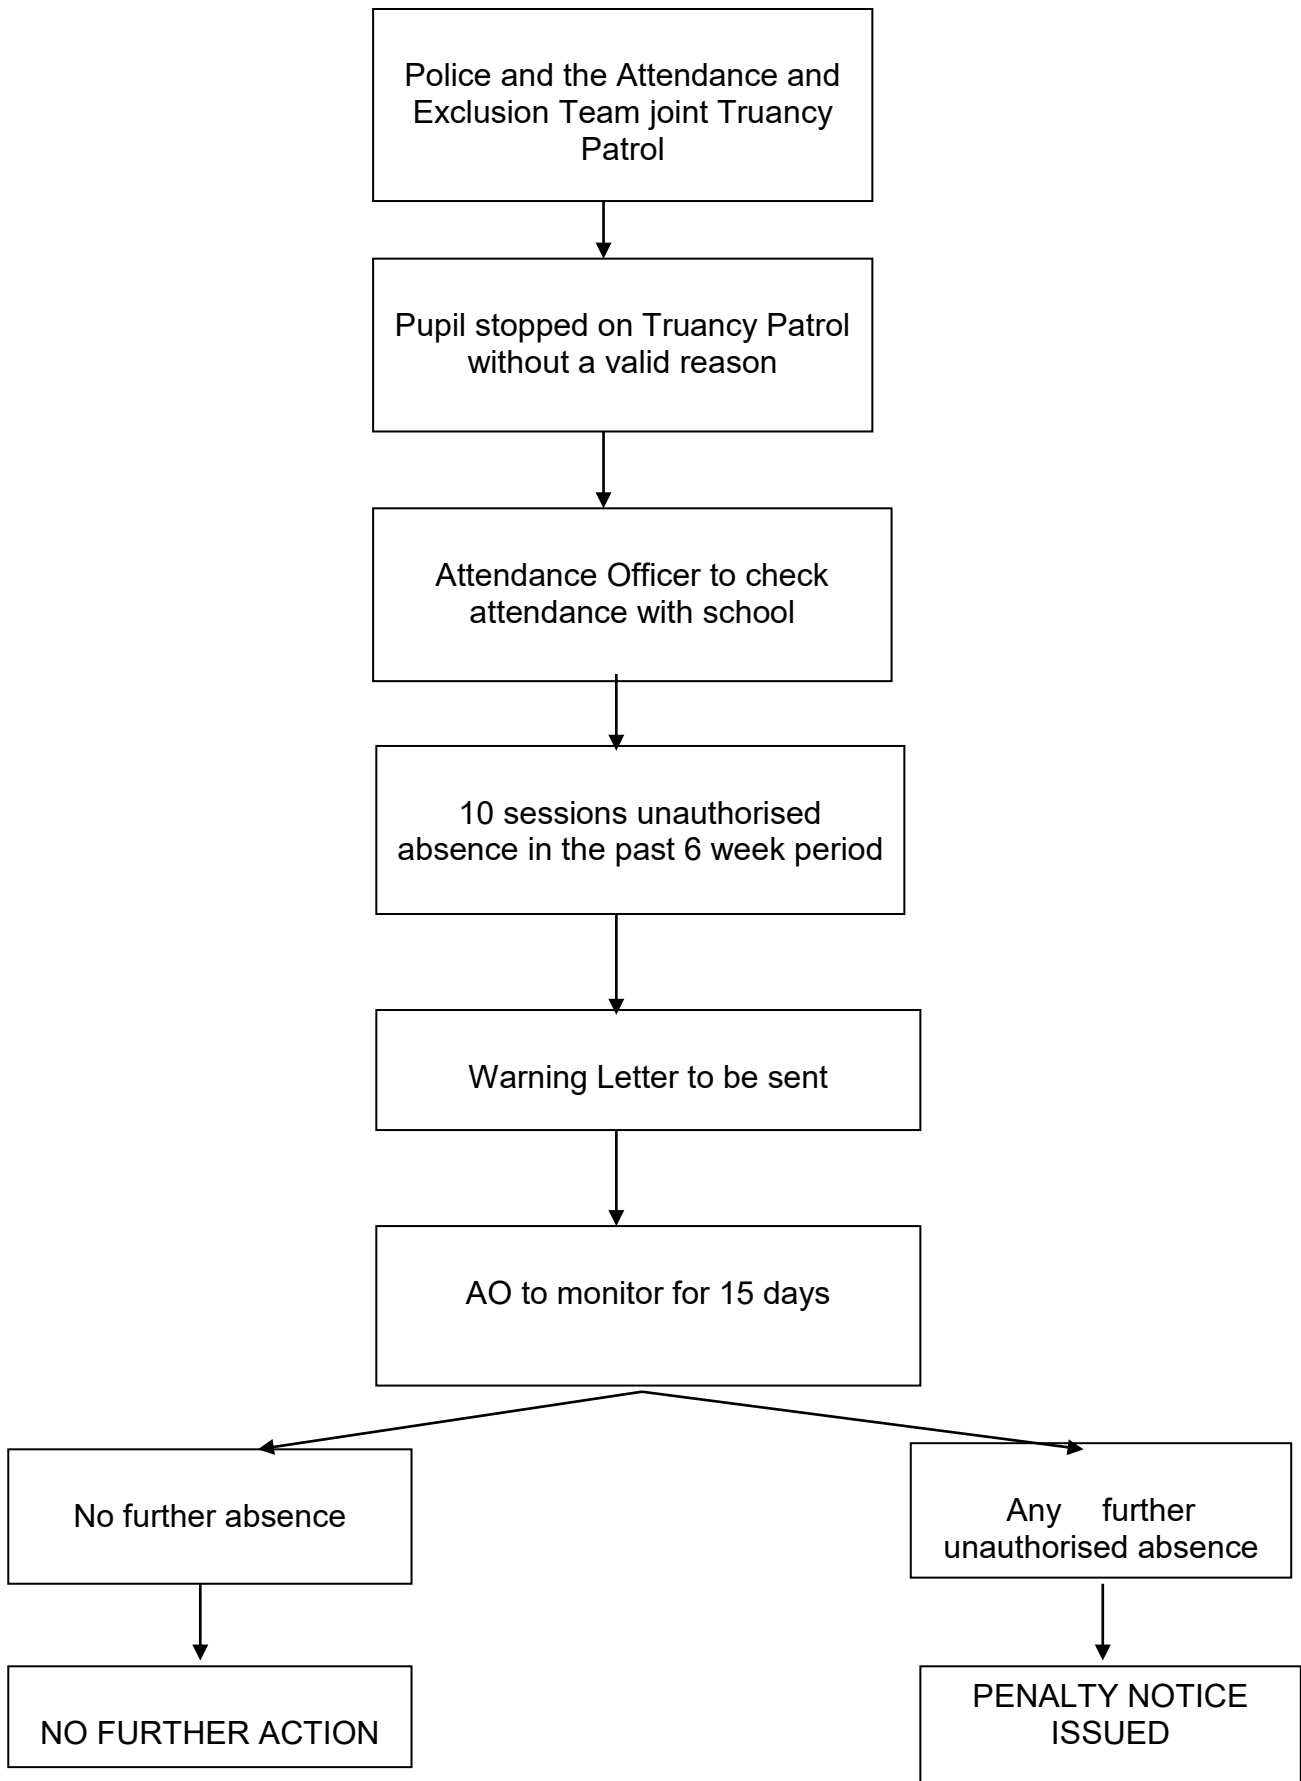 Police and the Attendance and
Exclusion Team joint Truancy
Patrol
Pupil stopped on Truancy Patrol
without a valid reason
Attendance Officer to check
attendance with school
10 sessions unauthorised
absence in the past 6 week period
Warning Letter to be sent
AO to monitor for 15 days
No further absence
Any further
unauthorised absence
NO FURTHER ACTION
PENALTY NOTICE
ISSUED